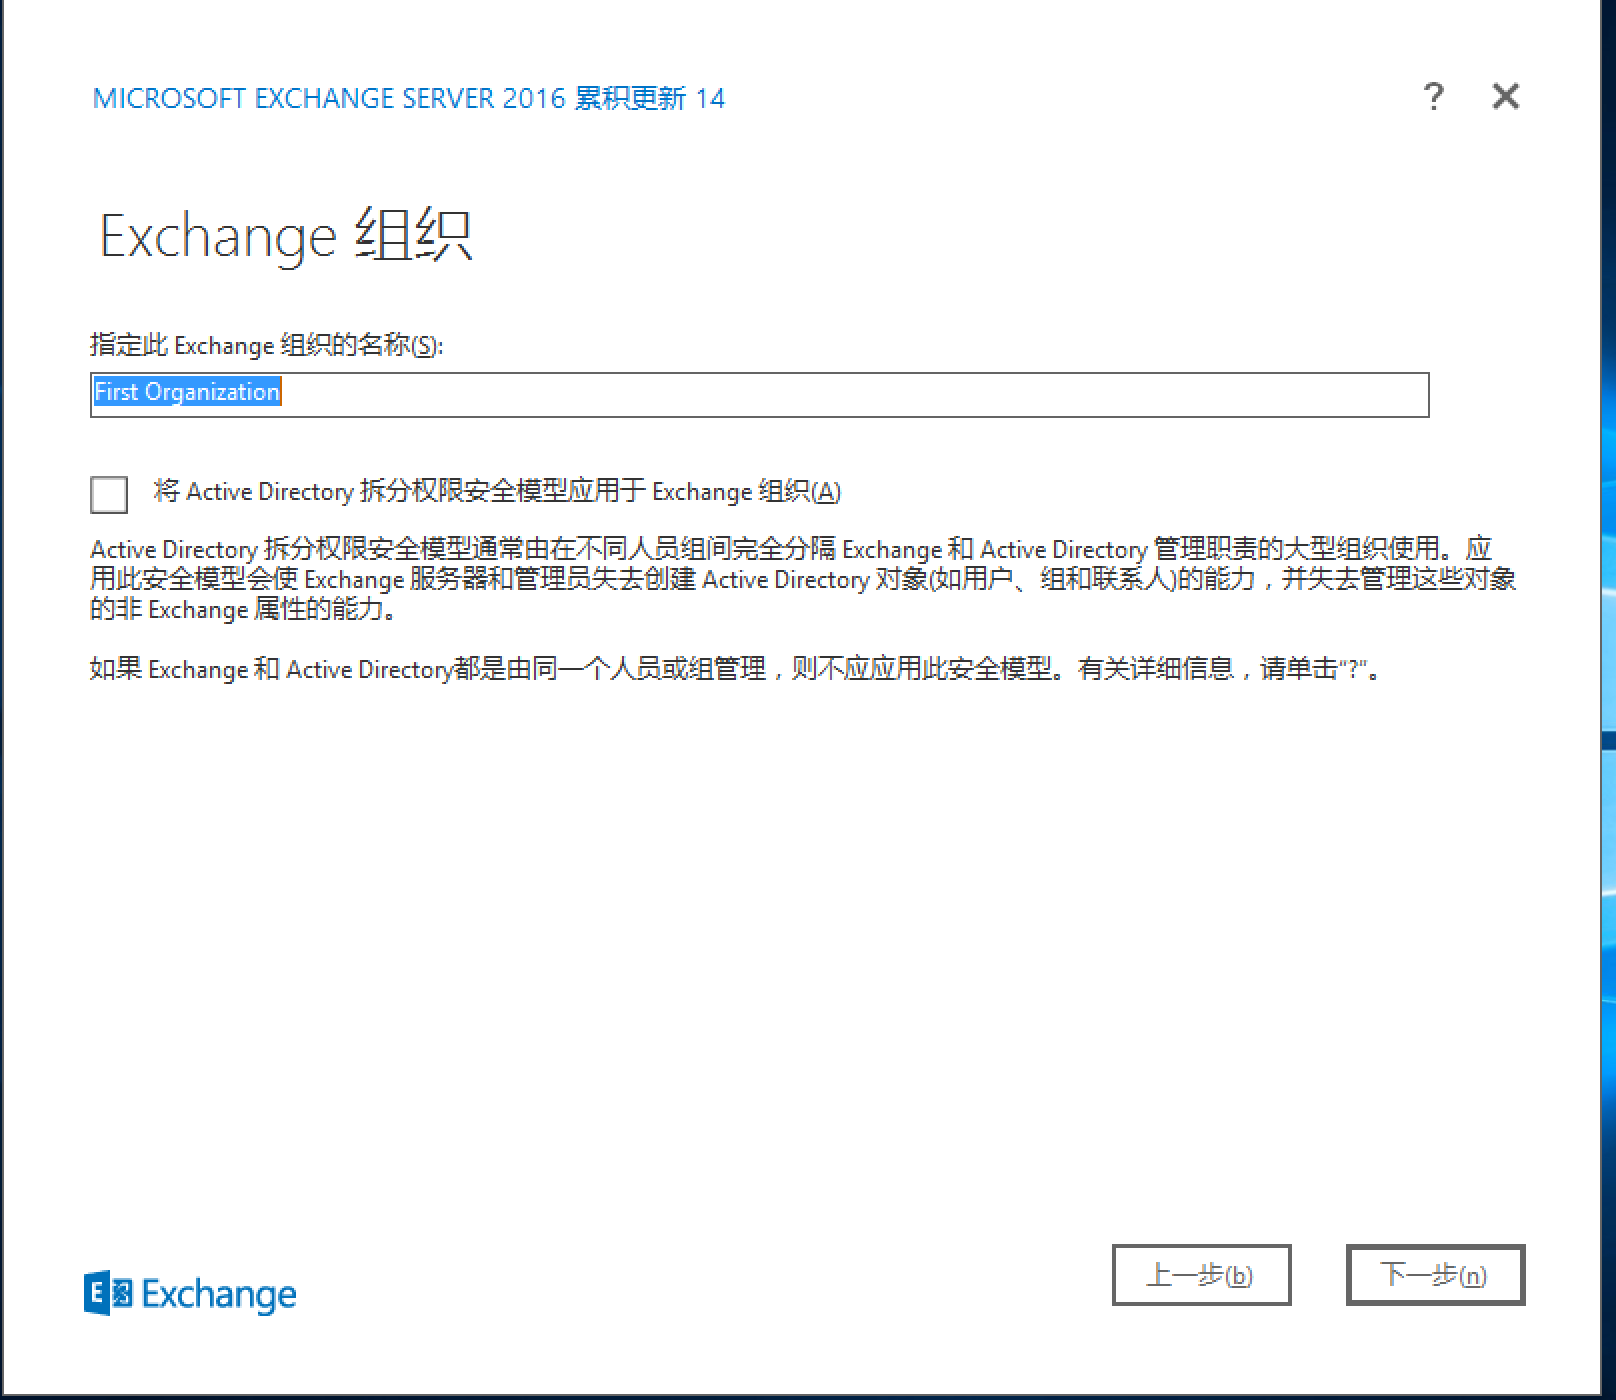 MICROSOFT EXCHANGE SERVER 2016 累积更新 14
? ✕
Exchange 组织
指定此 Exchange 组织的名称(S):
First Organization
将 Active Directory 拆分权限安全模型应用于 Exchange 组织(A)
Active Directory 拆分权限安全模型通常由在不同人员组间完全分隔 Exchange 和 Active Directory 管理职责的大型组织使用。应
用此安全模型会使 Exchange 服务器和管理员失去创建 Active Directory 对象(如用户、组和联系人)的能力，并失去管理这些对象
的非 Exchange 属性的能力。
如果 Exchange 和 Active Directory都是由同一个人员或组管理，则不应应用此安全模型。有关详细信息，请单击“?”。
上一步(b)
下一步(n)
Exchange